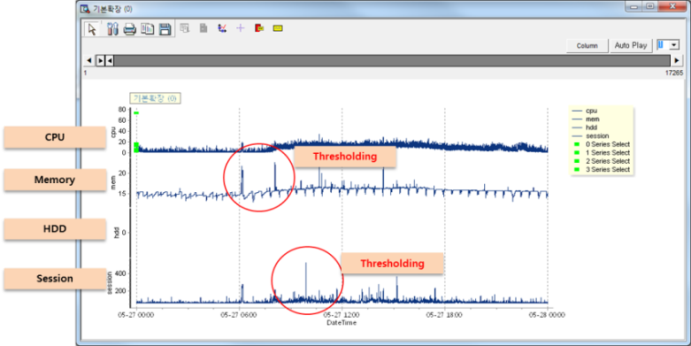 기본확장 (0)
Column
Auto Play
1
1
17265
기본확장 (0)
CPU
Memory
HDD
Session
Thresholding
Thresholding
80
60
40
20
0
cpu
20
15
mem
0
hdd
400
200
session
05-27 00:00
05-27 06:00
05-27 12:00
05-27 18:00
05-28 00:00
DateTime
cpu
mem
hdd
session
0 Series Select
1 Series Select
2 Series Select
3 Series Select